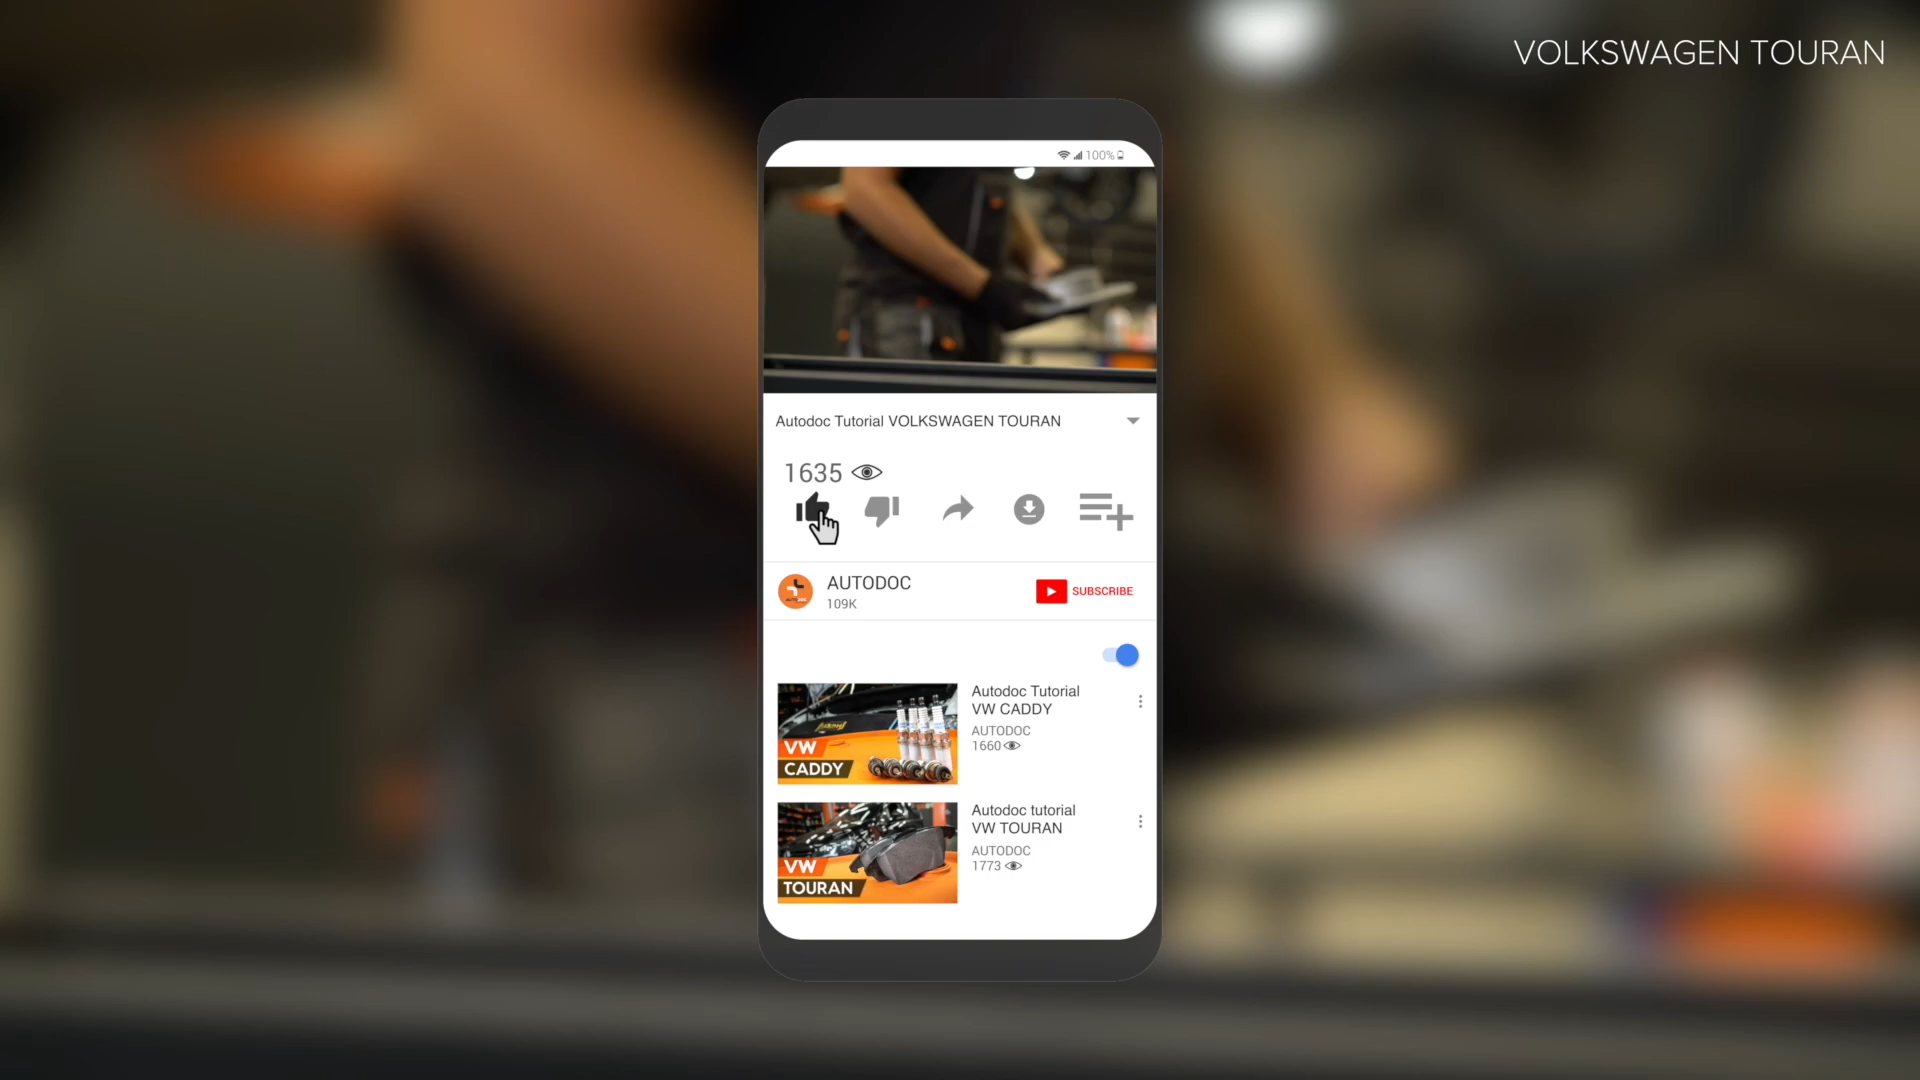 VOLKSWAGEN TOURAN
100%
Autodoc Tutorial VOLKSWAGEN TOURAN
1635
AUTODOC
109K
SUBSCRIBE
VW
CADDY
Autodoc Tutorial
VW CADDY
AUTODOC
1660
VW
TOURAN
Autodoc tutorial
VW TOURAN
AUTODOC
1773